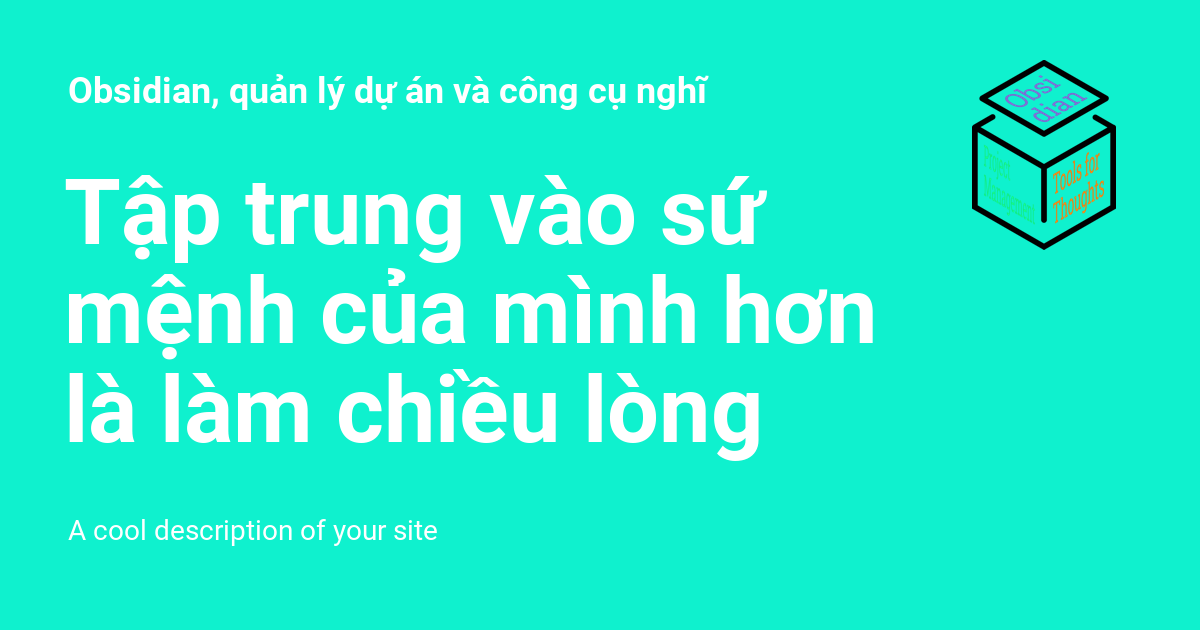 Obsidian, quản lý dự án và công cụ nghĩ
Obsi
dian
Project
Management
Tools for
Thoughts
Tập trung vào sứ
mệnh của mình hơn
là làm chiều lòng
A cool description of your site